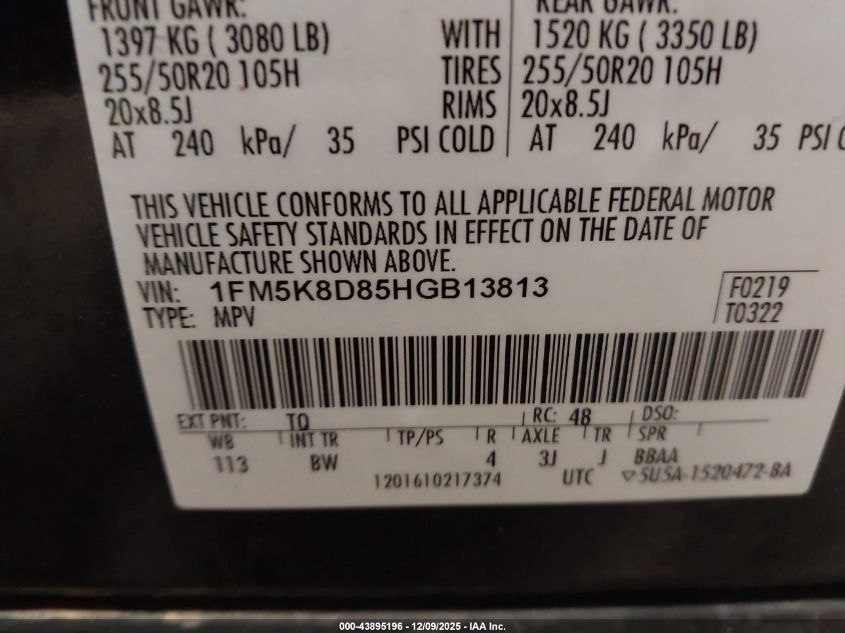 FRONT GAWR: REAR GAWR:
1397 KG ( 3080 LB) WITH 1520 KG ( 3350 LB)
255/50R20 105H TIRES 255/50R20 105H
20x8.5J RIMS 20x8.5J
AT 240 kPa/ 35 PSI COLD AT 240 kPa/ 35 PSI C
THIS VEHICLE CONFORMS TO ALL APPLICABLE FEDERAL MOTOR
VEHICLE SAFETY STANDARDS IN EFFECT ON THE DATE OF
MANUFACTURE SHOWN ABOVE.
VIN: 1FM5K8D85HGB13813 F0219
TYPE: MPV T0322
EXT PNT: TQ RC: 48 DSO:
WB INT TR TP/PS R AXLE TR SPR
113 BW 4 3J J BBAA
1201610217374 UTC ▽5U5A-1520472-BA
000-43895196 - 12/09/2025 - IAA Inc.